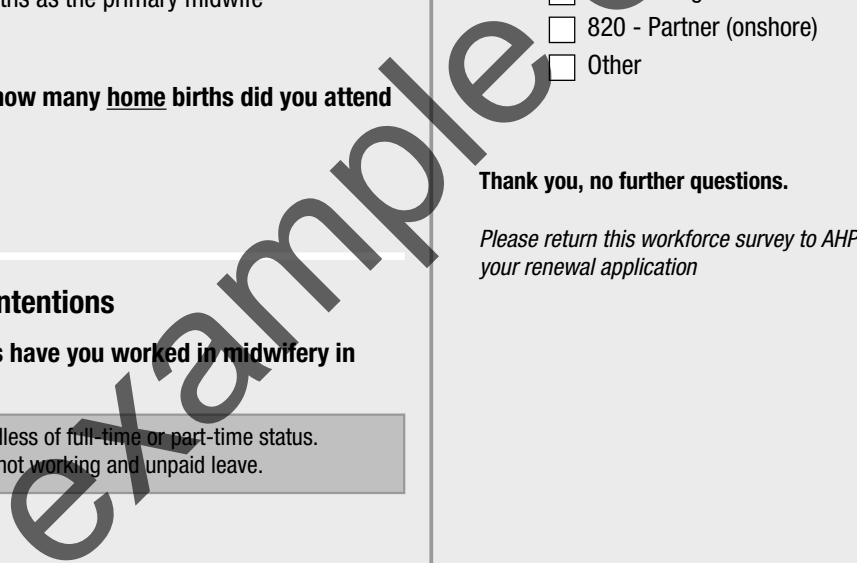 ths as the primary midwife
how many home births did you attend
ntentions
s have you worked in midwifery in
dless of full-time or part-time status.
not working and unpaid leave.
820 - Partner (onshore)
Other
Thank you, no further questions.
Please return this workforce survey to AHP
your renewal application
example